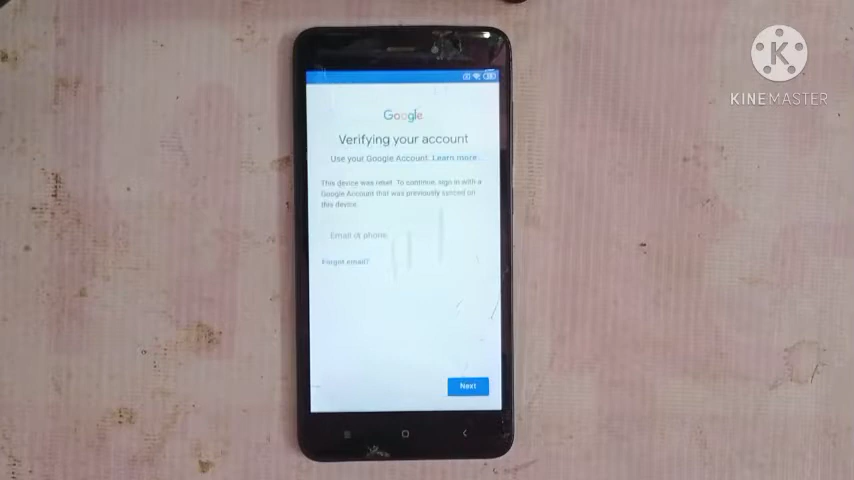 K
KINEMASTER
Google
Verifying your account
Use your Google Account. Learn more
This device was reset. To continue, sign in with a
Google Account that was previously synced on
this device.
Email or phone
Forgot email?
Next